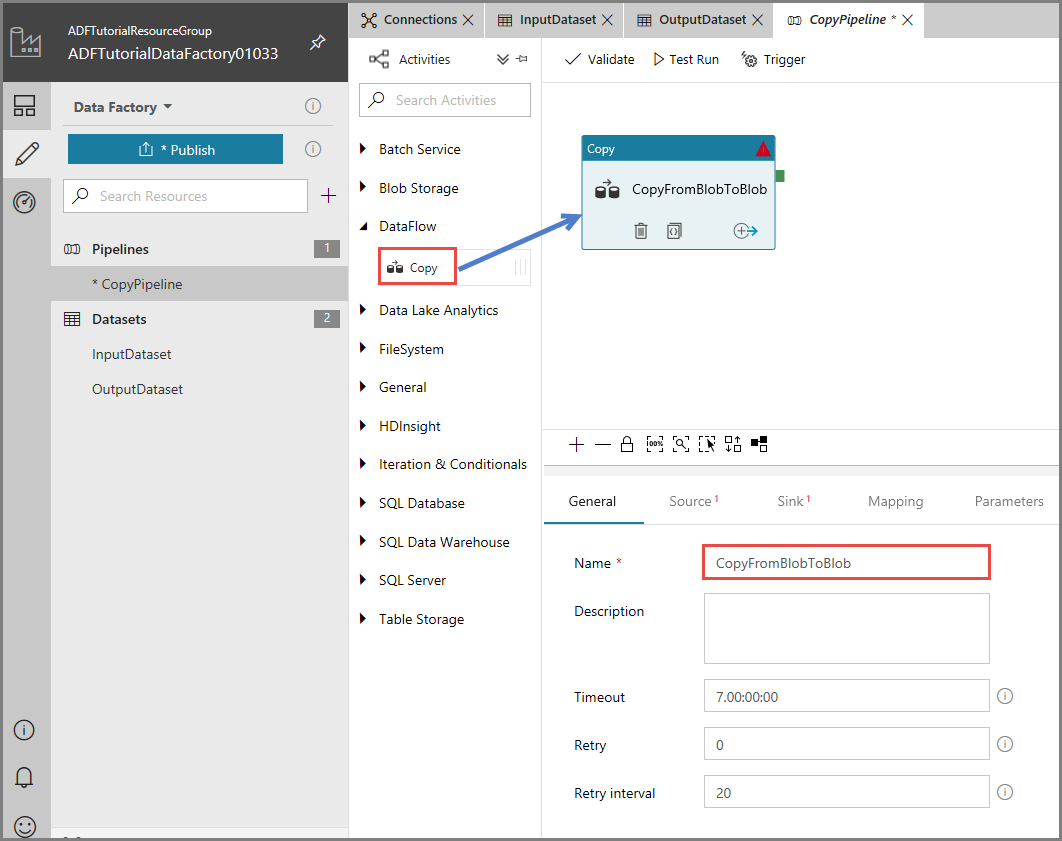 ADFTutorialResourceGroup
ADFTutorialDataFactory01033
Data Factory
* Publish
Search Resources
Pipelines 1
* CopyPipeline
Datasets 2
InputDataset
OutputDataset
Connections InputDataset OutputDataset CopyPipeline *
Activities
Search Activities
Batch Service
Blob Storage
DataFlow
Copy
Data Lake Analytics
FileSystem
General
HDInsight
Iteration & Conditionals
SQL Database
SQL Data Warehouse
SQL Server
Table Storage
Validate Test Run Trigger
Copy
CopyFromBlobToBlob
100%
General Source 1 Sink 1 Mapping Parameters
Name * CopyFromBlobToBlob
Description
Timeout 7.00:00:00
Retry 0
Retry interval 20